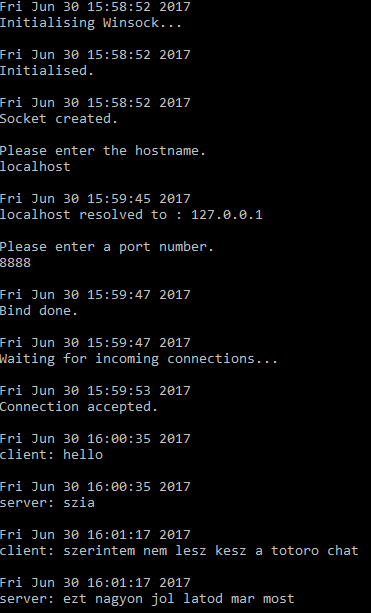 Fri Jun 30 15:58:52 2017
Initialising Winsock...
Fri Jun 30 15:58:52 2017
Initialised.
Fri Jun 30 15:58:52 2017
Socket created.
Please enter the hostname.
localhost
Fri Jun 30 15:59:45 2017
localhost resolved to : 127.0.0.1
Please enter a port number.
8888
Fri Jun 30 15:59:47 2017
Bind done.
Fri Jun 30 15:59:47 2017
Waiting for incoming connections...
Fri Jun 30 15:59:53 2017
Connection accepted.
Fri Jun 30 16:00:35 2017
client: hello
Fri Jun 30 16:00:35 2017
server: szia
Fri Jun 30 16:01:17 2017
client: szerintem nem lesz kesz a totoro chat
Fri Jun 30 16:01:17 2017
server: ezt nagyon jol latod mar most